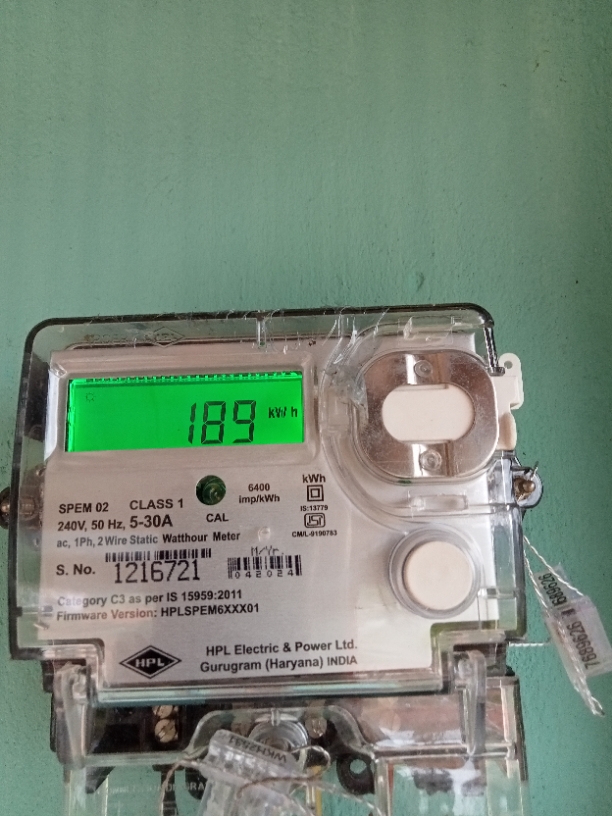 189 kWh
SPEM 02 CLASS 1
240V, 50 Hz, 5-30A
ac, 1Ph, 2 Wire Static Watthour Meter
CAL
6400
imp/kWh
kWh
IS:13779
CM/L-9190783
M/Yr.
S. No. 1216721
042024
Category C3 as per IS 15959:2011
Firmware Version: HPLSPEM6XXX01
HPL
HPL Electric & Power Ltd.
Gurugram (Haryana) INDIA